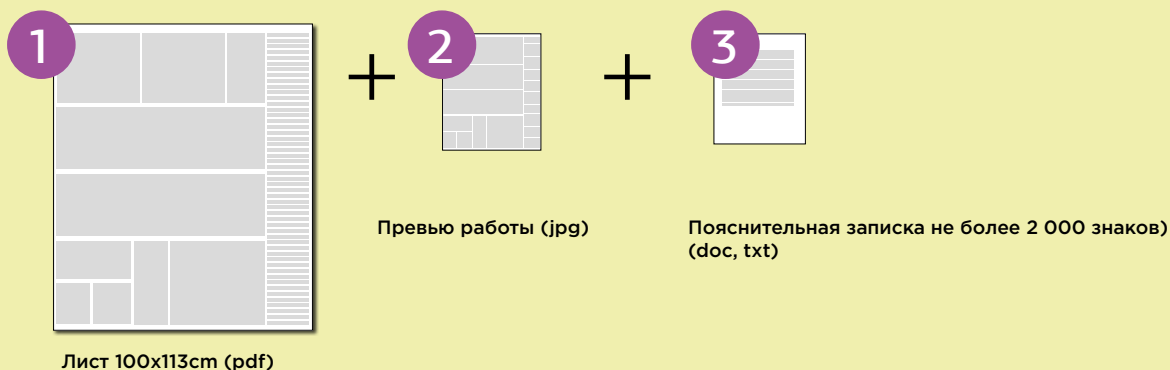 1
2
3
Превью работы (jpg)
Пояснительная записка не более 2 000 знаков)
(doc, txt)
Лист 100x113cm (pdf)